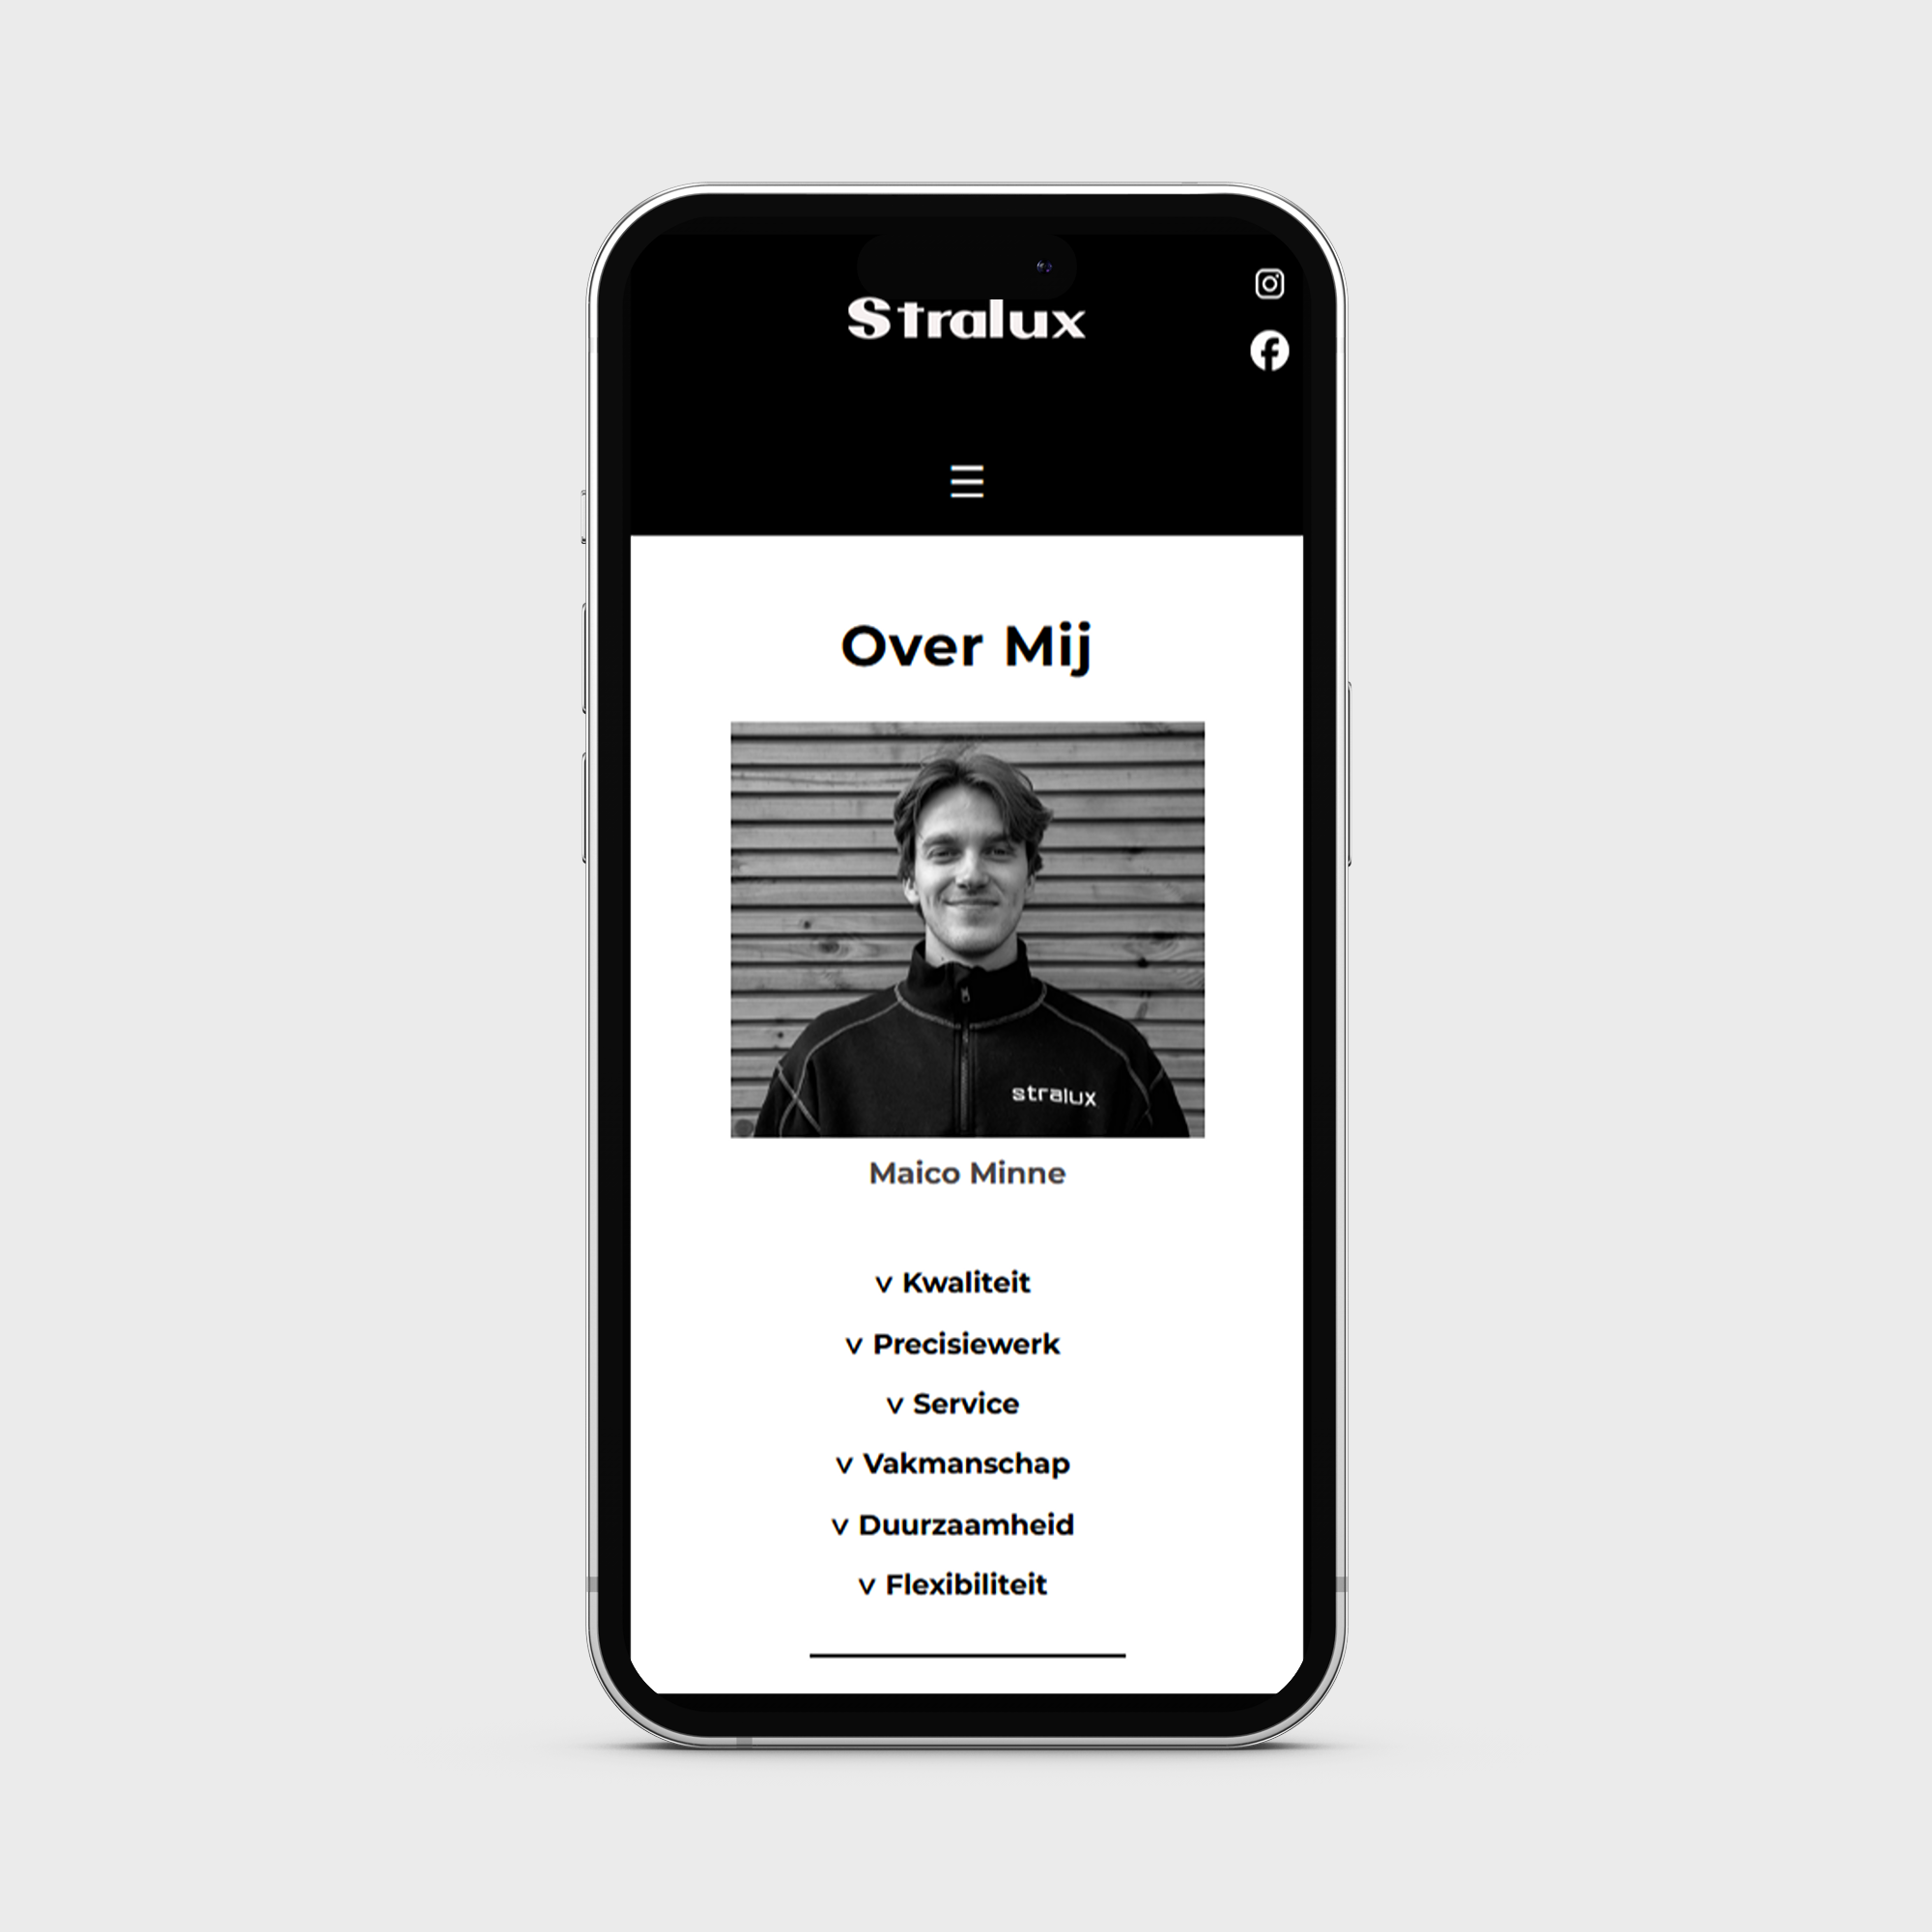 Stralux
Over Mij
stralux
Maico Minne
v Kwaliteit
v Precisiewerk
v Service
v Vakmanschap
v Duurzaamheid
v Flexibiliteit